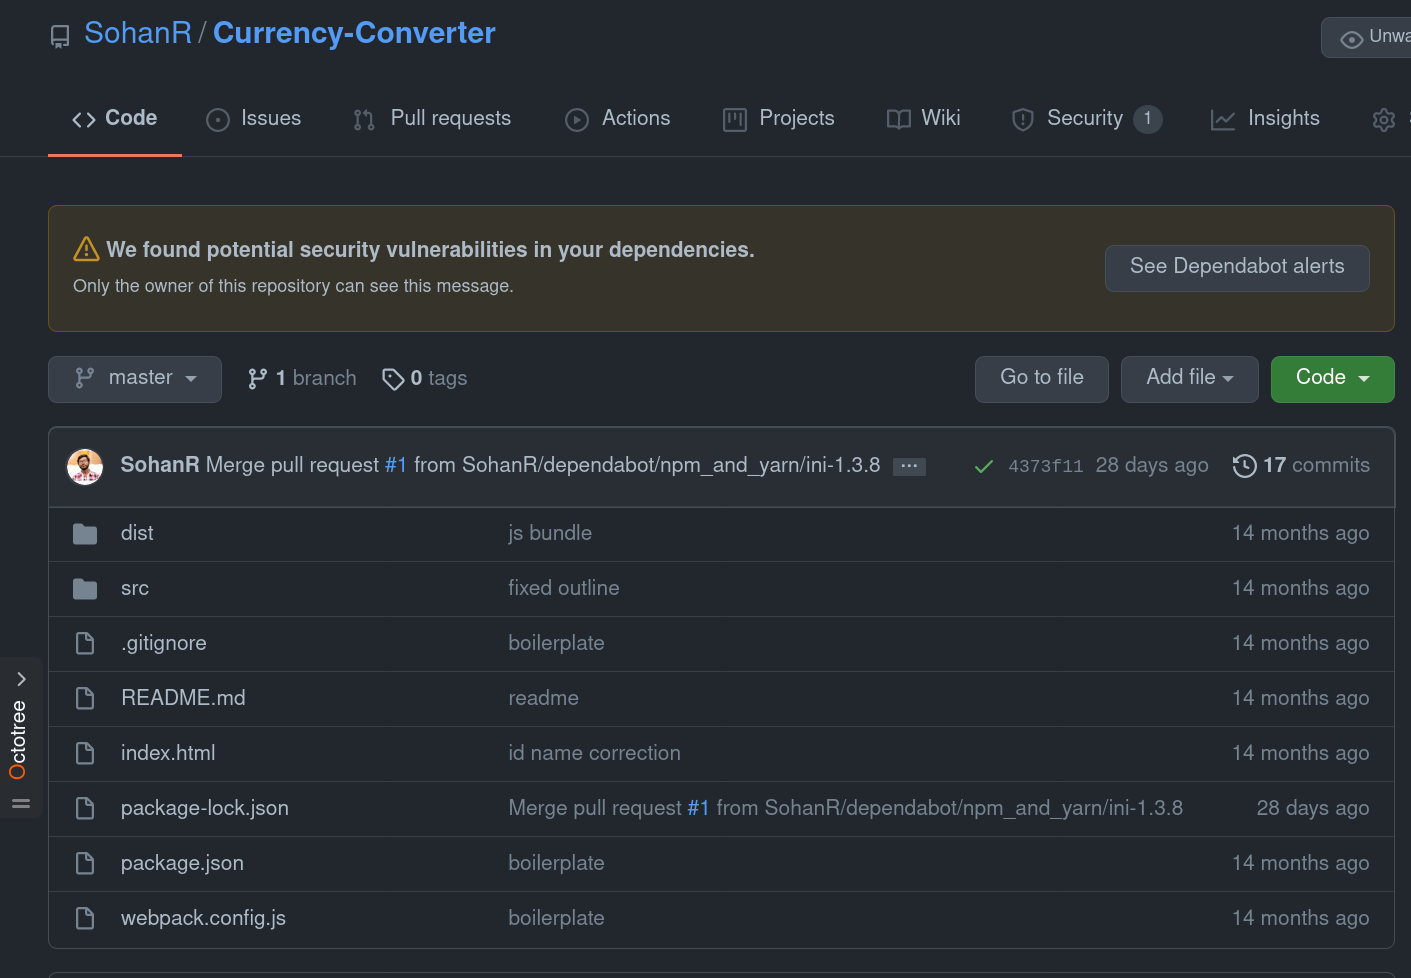 SohanR / Currency-Converter
Unwa
Code Issues Pull requests Actions Projects Wiki Security 1 Insights
We found potential security vulnerabilities in your dependencies.
Only the owner of this repository can see this message.
See Dependabot alerts
master 1 branch 0 tags Go to file Add file Code
SohanR Merge pull request #1 from SohanR/dependabot/npm_and_yarn/ini-1.3.8 ... 4373f11 28 days ago 17 commits
dist js bundle 14 months ago
src fixed outline 14 months ago
.gitignore boilerplate 14 months ago
README.md readme 14 months ago
index.html id name correction 14 months ago
package-lock.json Merge pull request #1 from SohanR/dependabot/npm_and_yarn/ini-1.3.8 28 days ago
package.json boilerplate 14 months ago
webpack.config.js boilerplate 14 months ago
Octotree